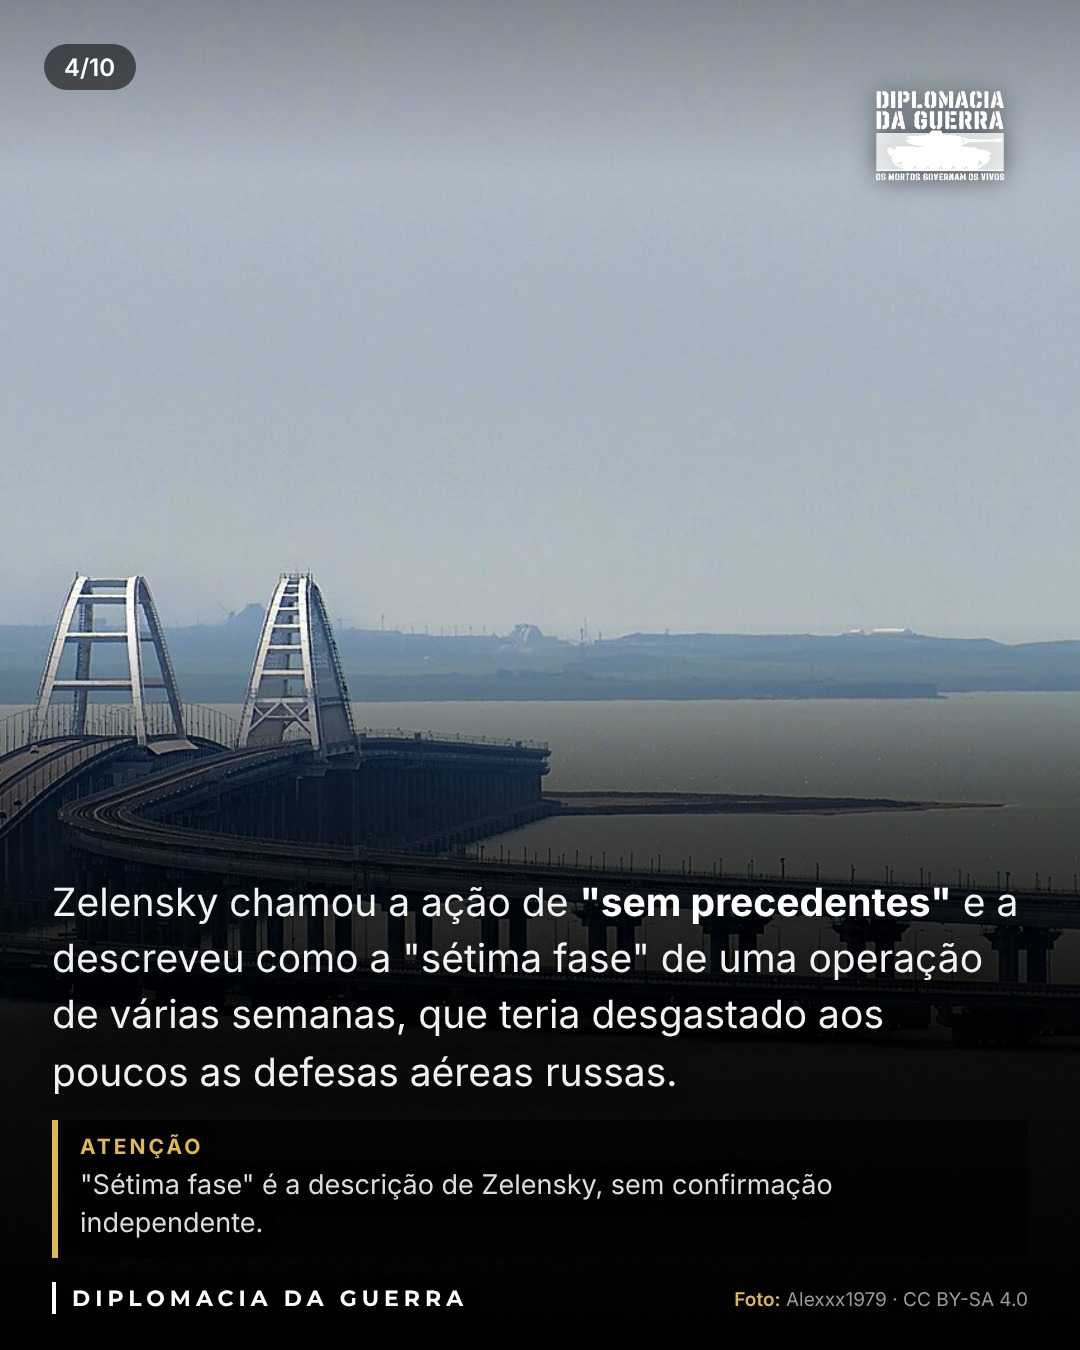 4/10
DIPLOMACIA
DA GUERRA
OS MORTOS GOVERNAM OS VIVOS
Zelensky chamou a ação de "sem precedentes" e a
descreveu como a "sétima fase" de uma operação
de várias semanas, que teria desgastado aos
poucos as defesas aéreas russas.
ATENÇÃO
"Sétima fase" é a descrição de Zelensky, sem confirmação
independente.
DIPLOMACIA DA GUERRA
Foto: Alexxx1979 · CC BY-SA 4.0